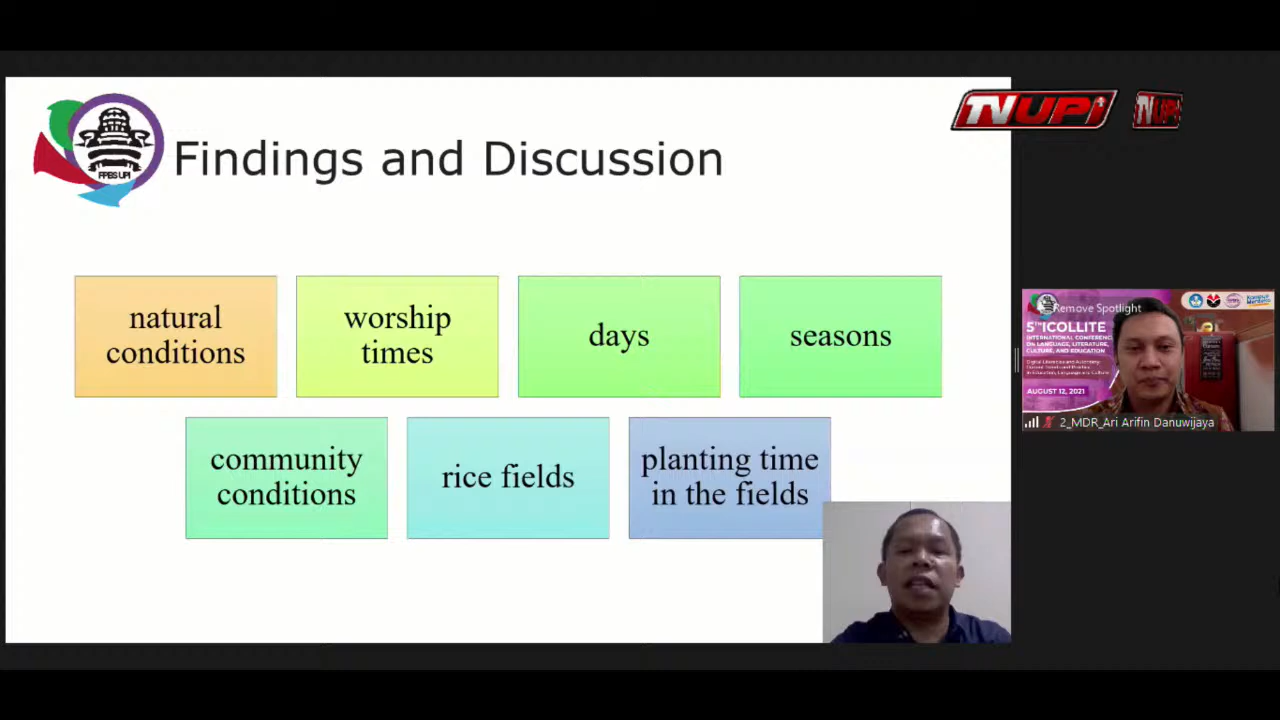 TVUPI
TVUPI
FPBS UPI
Findings and Discussion
natural
conditions
worship
times
days
seasons
community
conditions
rice fields
planting time
in the fields
Remove Spotlight
5TH ICOLLITE
INTERNATIONAL CONFERENCE
ON LANGUAGE, LITERATURE,
CULTURE, AND EDUCATION
AUGUST 12, 2021
2_MDR_Ari Arifin Danuwijaya